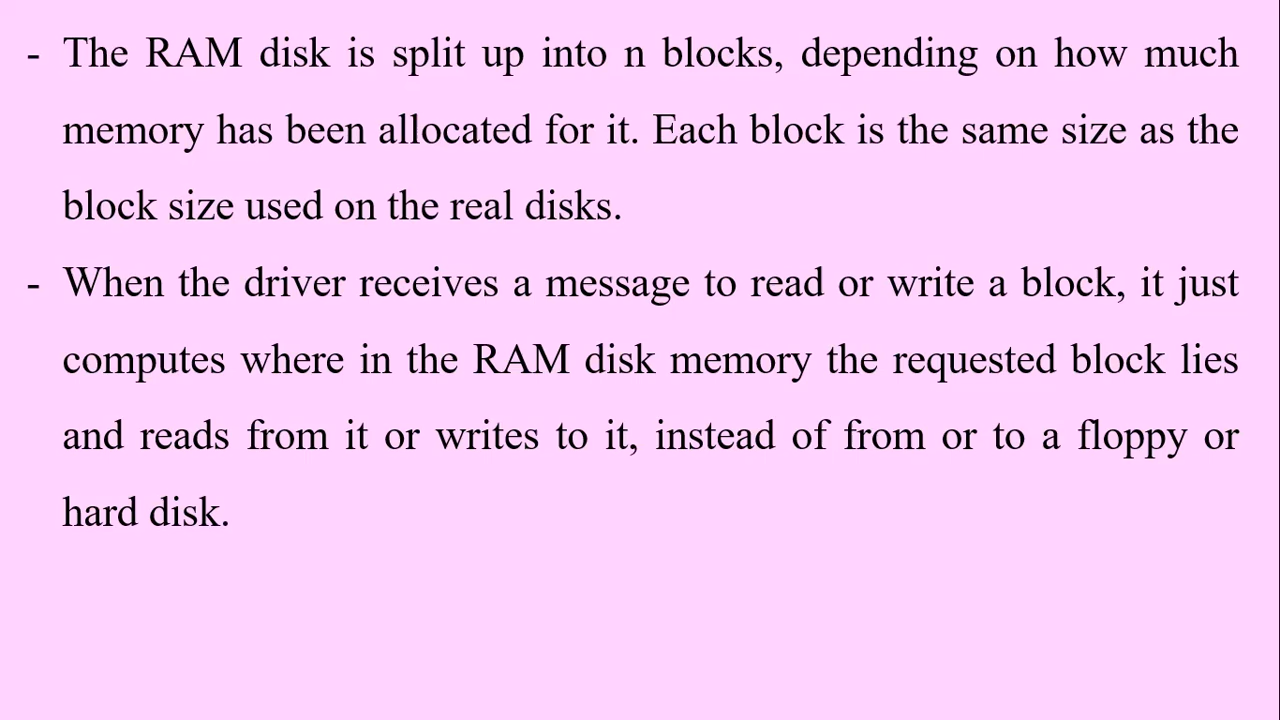 - The RAM disk is split up into n blocks, depending on how much
memory has been allocated for it. Each block is the same size as the
block size used on the real disks.
- When the driver receives a message to read or write a block, it just
computes where in the RAM disk memory the requested block lies
and reads from it or writes to it, instead of from or to a floppy or
hard disk.